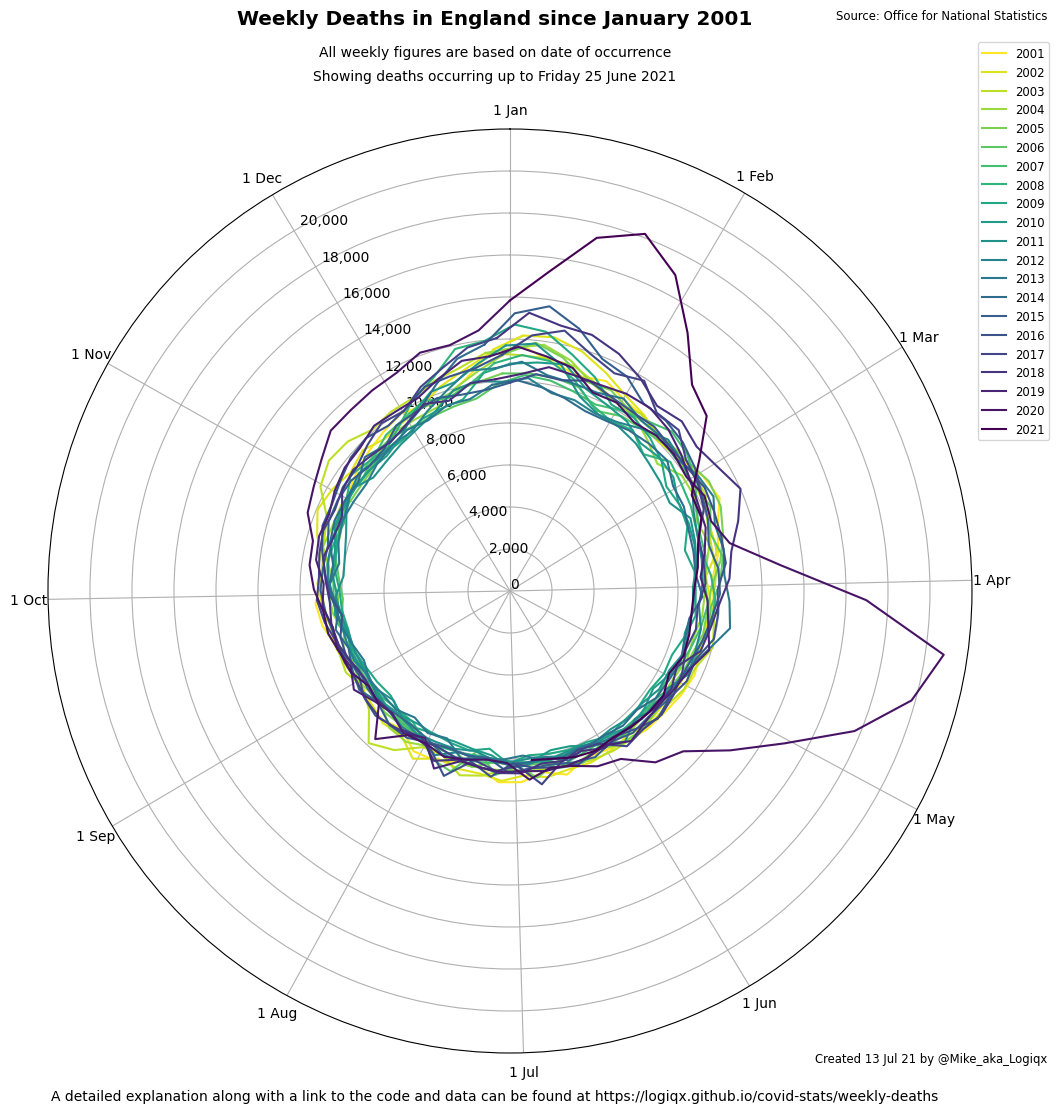 Weekly Deaths in England since January 2001
Source: Office for National Statistics
All weekly figures are based on date of occurrence
Showing deaths occurring up to Friday 25 June 2021
2001
2002
2003
2004
2005
2006
2007
2008
2009
2010
2011
2012
2013
2014
2015
2016
2017
2018
2019
2020
2021
1 Jan
1 Feb
1 Mar
1 Apr
1 May
1 Jun
1 Jul
1 Aug
1 Sep
1 Oct
1 Nov
1 Dec
20,000
18,000
16,000
14,000
12,000
10,000
8,000
6,000
4,000
2,000
0
Created 13 Jul 21 by @Mike_aka_Logiqx
A detailed explanation along with a link to the code and data can be found at https://logiqx.github.io/covid-stats/weekly-deaths